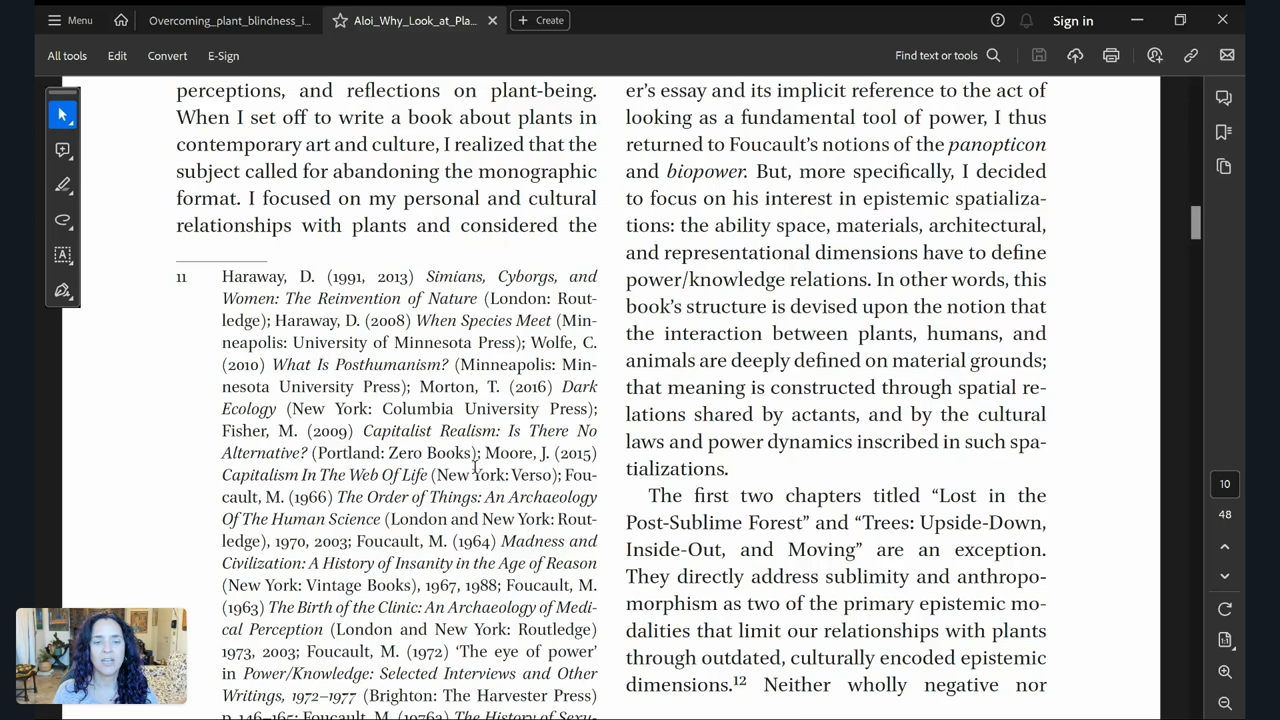 Menu
Overcoming_plant_blindness_i...
Aloi_Why_Look_at_Pla...
Create
Sign in
All tools
Edit
Convert
E-Sign
Find text or tools
perceptions, and reflections on plant-being.
When I set off to write a book about plants in
contemporary art and culture, I realized that the
subject called for abandoning the monographic
format. I focused on my personal and cultural
relationships with plants and considered the
11 Haraway, D. (1991, 2013) Simians, Cyborgs, and
Women: The Reinvention of Nature (London: Rout-
ledge); Haraway, D. (2008) When Species Meet (Min-
neapolis: University of Minnesota Press); Wolfe, C.
(2010) What Is Posthumanism? (Minneapolis: Min-
nesota University Press); Morton, T. (2016) Dark
Ecology (New York: Columbia University Press);
Fisher, M. (2009) Capitalist Realism: Is There No
Alternative? (Portland: Zero Books); Moore, J. (2015)
Capitalism In The Web Of Life (New York: Verso); Fou-
cault, M. (1966) The Order of Things: An Archaeology
Of The Human Science (London and New York: Rout-
ledge), 1970, 2003; Foucault, M. (1964) Madness and
Civilization: A History of Insanity in the Age of Reason
(New York: Vintage Books), 1967, 1988; Foucault, M.
(1963) The Birth of the Clinic: An Archaeology of Medi-
cal Perception (London and New York: Routledge)
1973, 2003; Foucault, M. (1972) ‘The eye of power’
in Power/Knowledge: Selected Interviews and Other
Writings, 1972–1977 (Brighton: The Harvester Press)
p. 146–165; Foucault, M. (1976a) The History of Sexu-
er’s essay and its implicit reference to the act of
looking as a fundamental tool of power, I thus
returned to Foucault’s notions of the panopticon
and biopower. But, more specifically, I decided
to focus on his interest in epistemic spatializa-
tions: the ability space, materials, architectural,
and representational dimensions have to define
power/knowledge relations. In other words, this
book’s structure is devised upon the notion that
the interaction between plants, humans, and
animals are deeply defined on material grounds;
that meaning is constructed through spatial re-
lations shared by actants, and by the cultural
laws and power dynamics inscribed in such spa-
tializations.
The first two chapters titled “Lost in the
Post-Sublime Forest” and “Trees: Upside-Down,
Inside-Out, and Moving” are an exception.
They directly address sublimity and anthropo-
morphism as two of the primary epistemic mo-
dalities that limit our relationships with plants
through outdated, culturally encoded epistemic
dimensions.¹² Neither wholly negative nor
10
48